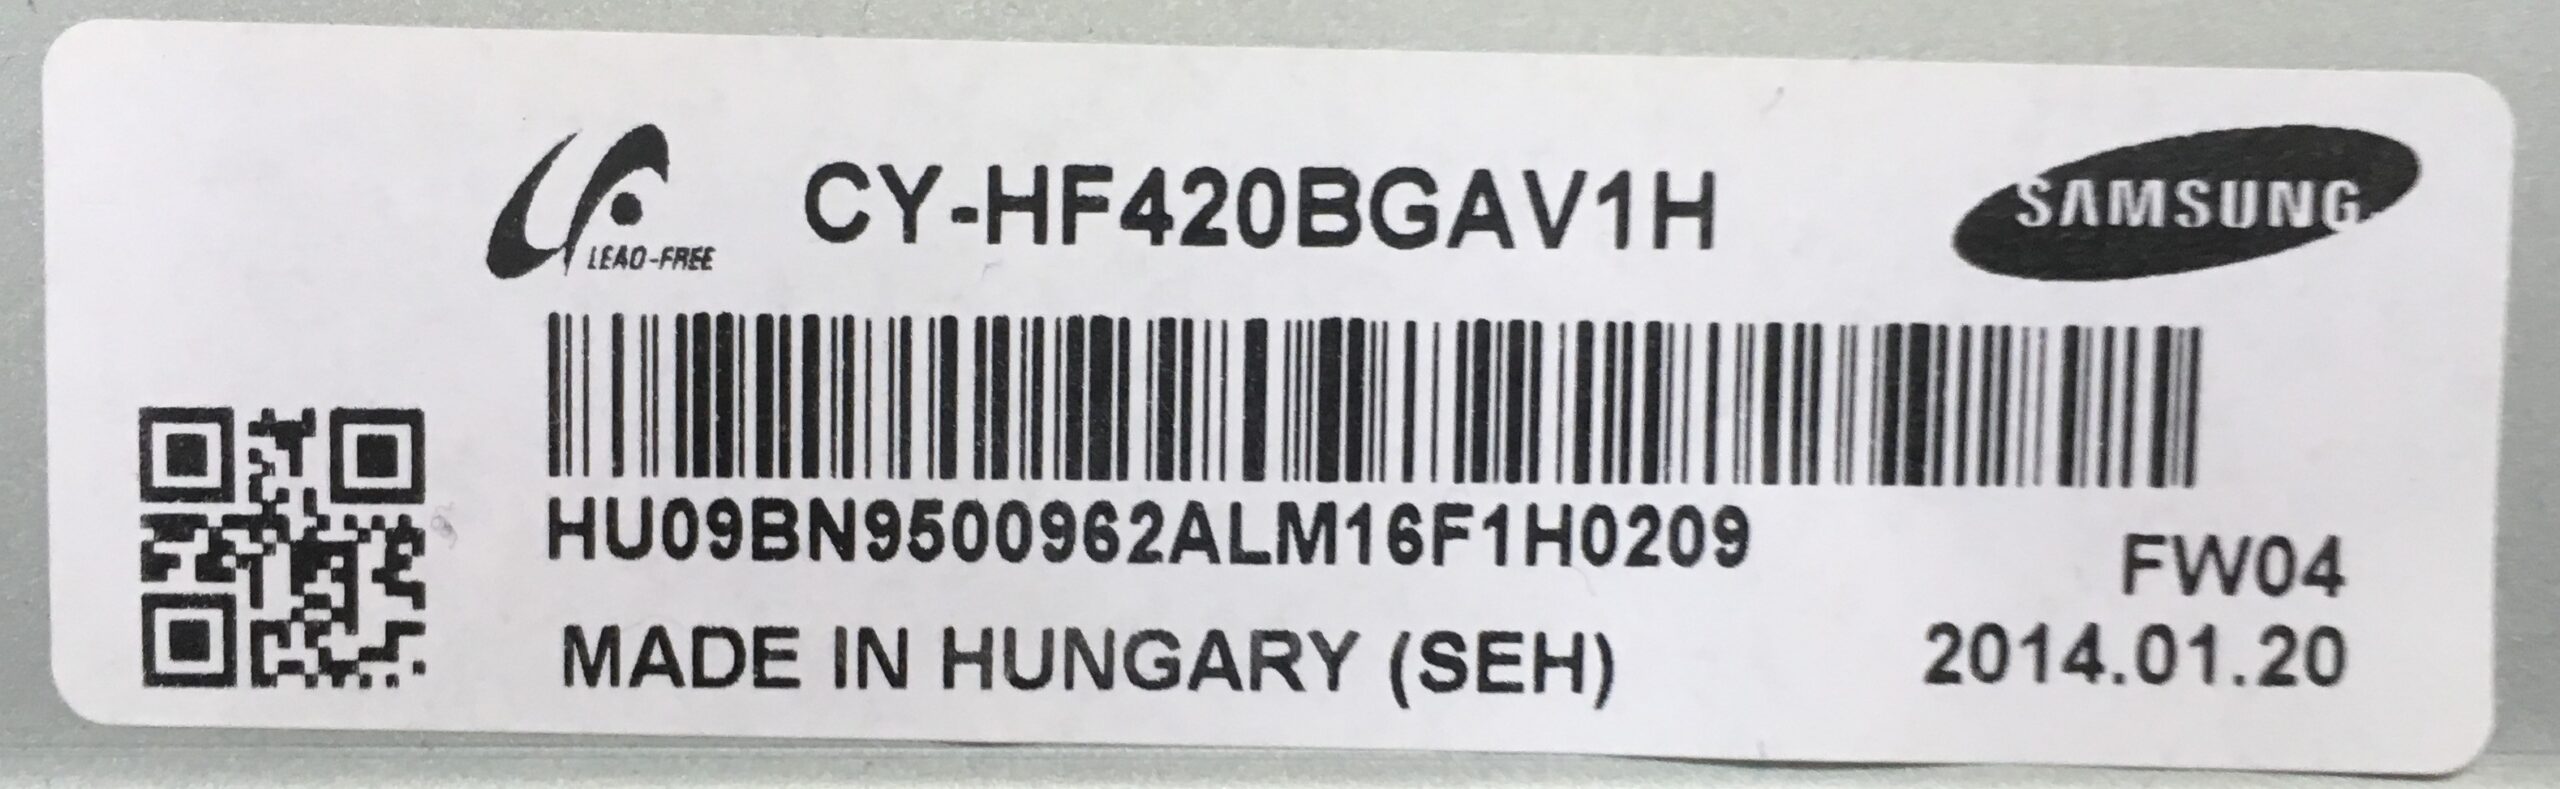 LEAD-FREE
CY-HF420BGAV1H
SAMSUNG
HU09BN9500962ALM16F1H0209
FW04
MADE IN HUNGARY (SEH)
2014.01.20